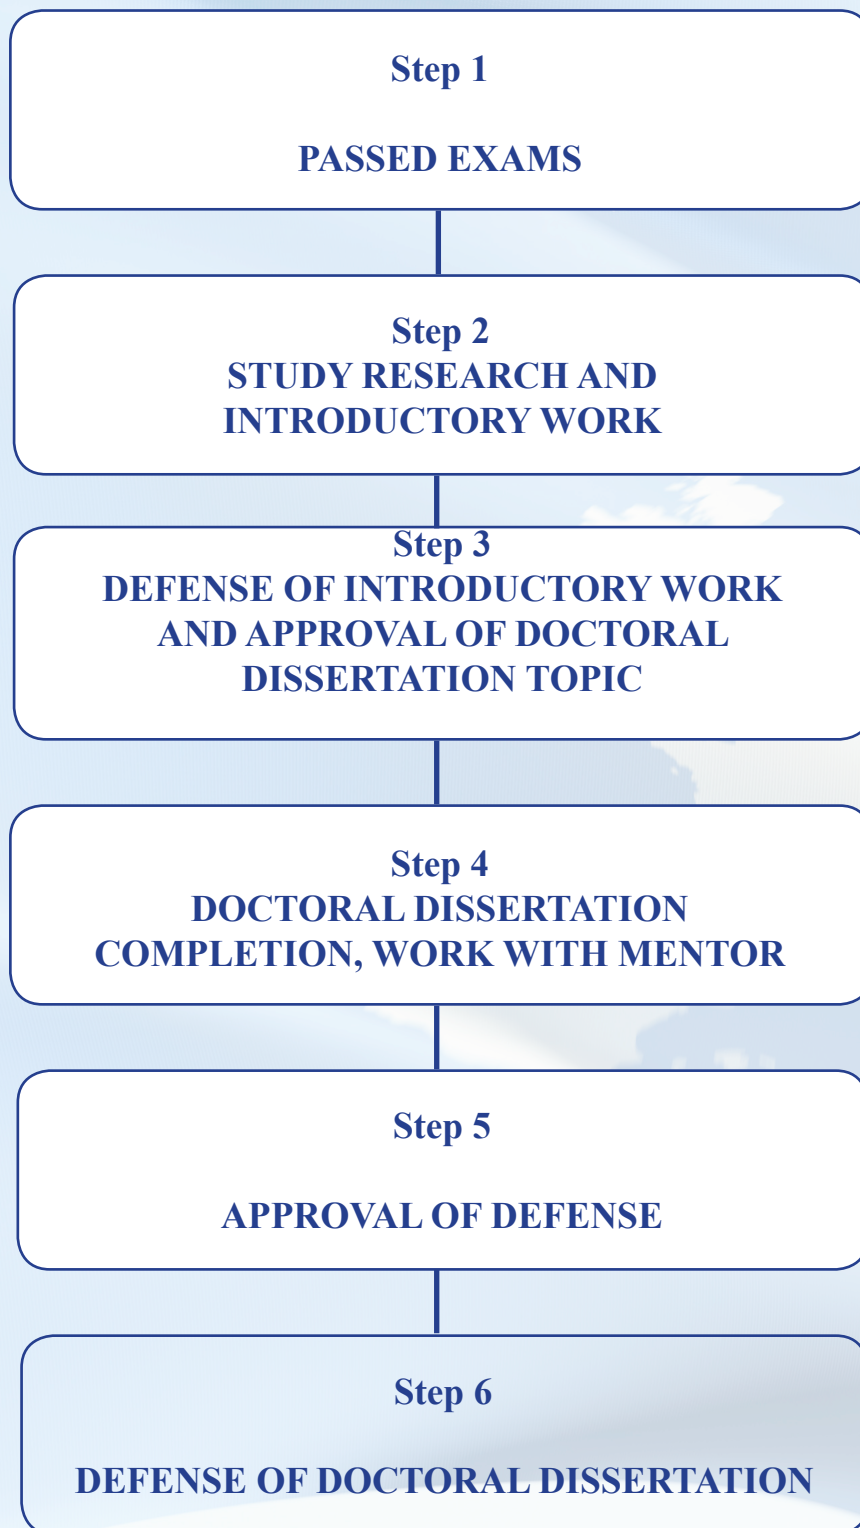 Step 1
PASSED EXAMS
Step 2
STUDY RESEARCH AND
INTRODUCTORY WORK
Step 3
DEFENSE OF INTRODUCTORY WORK
AND APPROVAL OF DOCTORAL
DISSERTATION TOPIC
Step 4
DOCTORAL DISSERTATION
COMPLETION, WORK WITH MENTOR
Step 5
APPROVAL OF DEFENSE
Step 6
DEFENSE OF DOCTORAL DISSERTATION